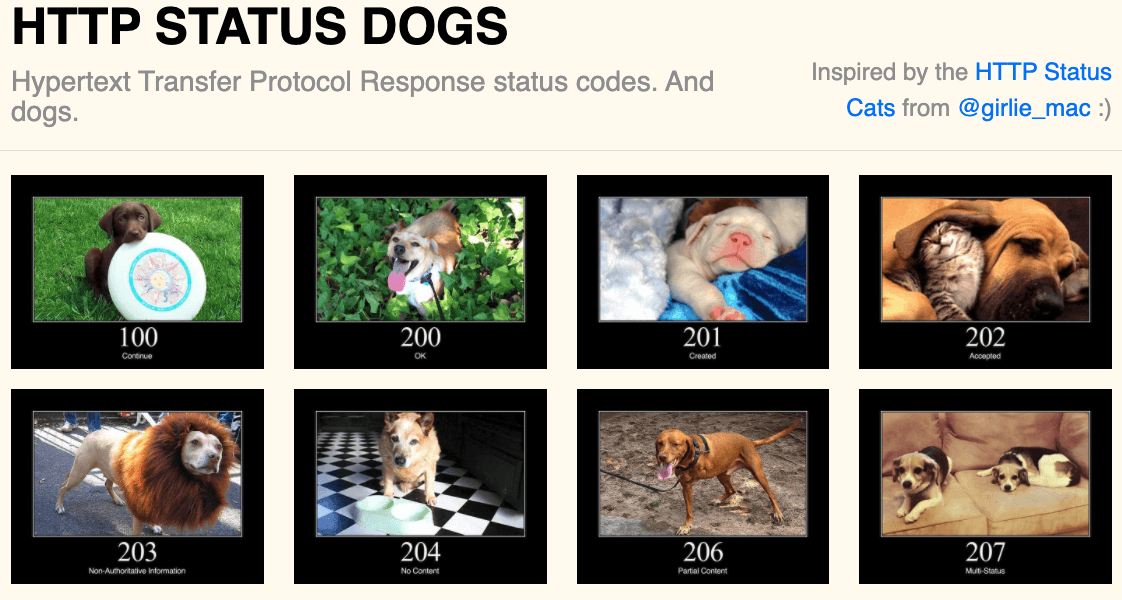 HTTP STATUS DOGS
Hypertext Transfer Protocol Response status codes. And
dogs.
Inspired by the HTTP Status
Cats from @girlie_mac :)
100
Continue
200
OK
201
Created
202
Accepted
203
Non-Authoritative Information
204
No Content
206
Partial Content
207
Multi-Status